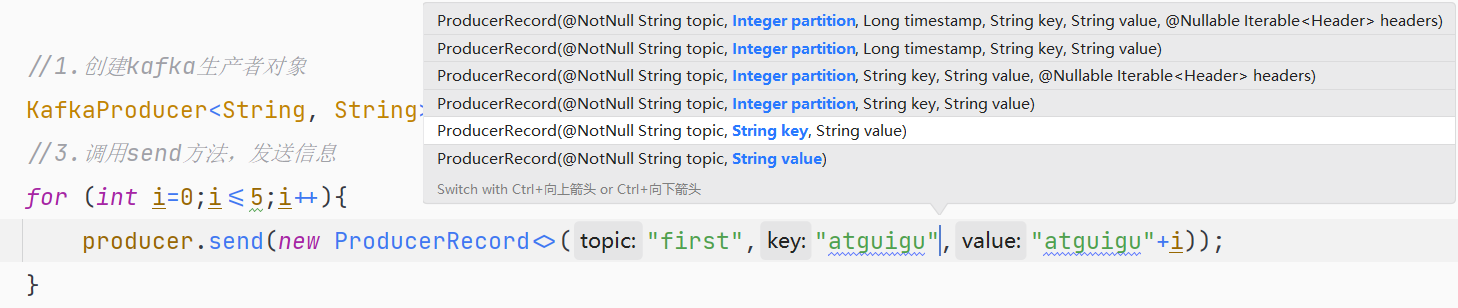 ProducerRecord(@NotNull String topic, Integer partition, Long timestamp, String key, String value, @Nullable Iterable<Header> headers)
ProducerRecord(@NotNull String topic, Integer partition, Long timestamp, String key, String value)
ProducerRecord(@NotNull String topic, Integer partition, String key, String value, @Nullable Iterable<Header> headers)
ProducerRecord(@NotNull String topic, Integer partition, String key, String value)
ProducerRecord(@NotNull String topic, String key, String value)
ProducerRecord(@NotNull String topic, String value)
Switch with Ctrl+向上箭头 or Ctrl+向下箭头
//1.创建kafka生产者对象
KafkaProducer<String, String>
//3.调用send方法，发送信息
for (int i=0;i<=5;i++){
producer.send(new ProducerRecord<>( topic: "first", key: "atguigu", value: "atguigu"+i));
}